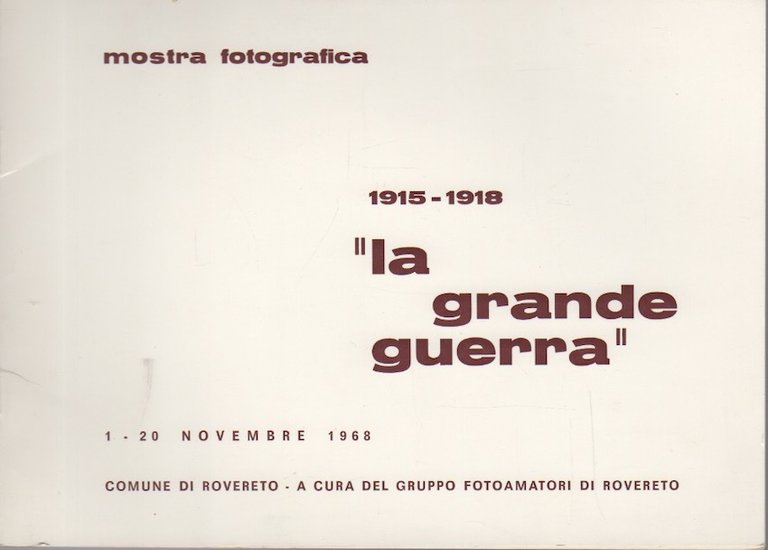 mostra fotografica
1915-1918
"la
grande
guerra"
1 - 20 NOVEMBRE 1968
COMUNE DI ROVERETO - A CURA DEL GRUPPO FOTOAMATORI DI ROVERETO